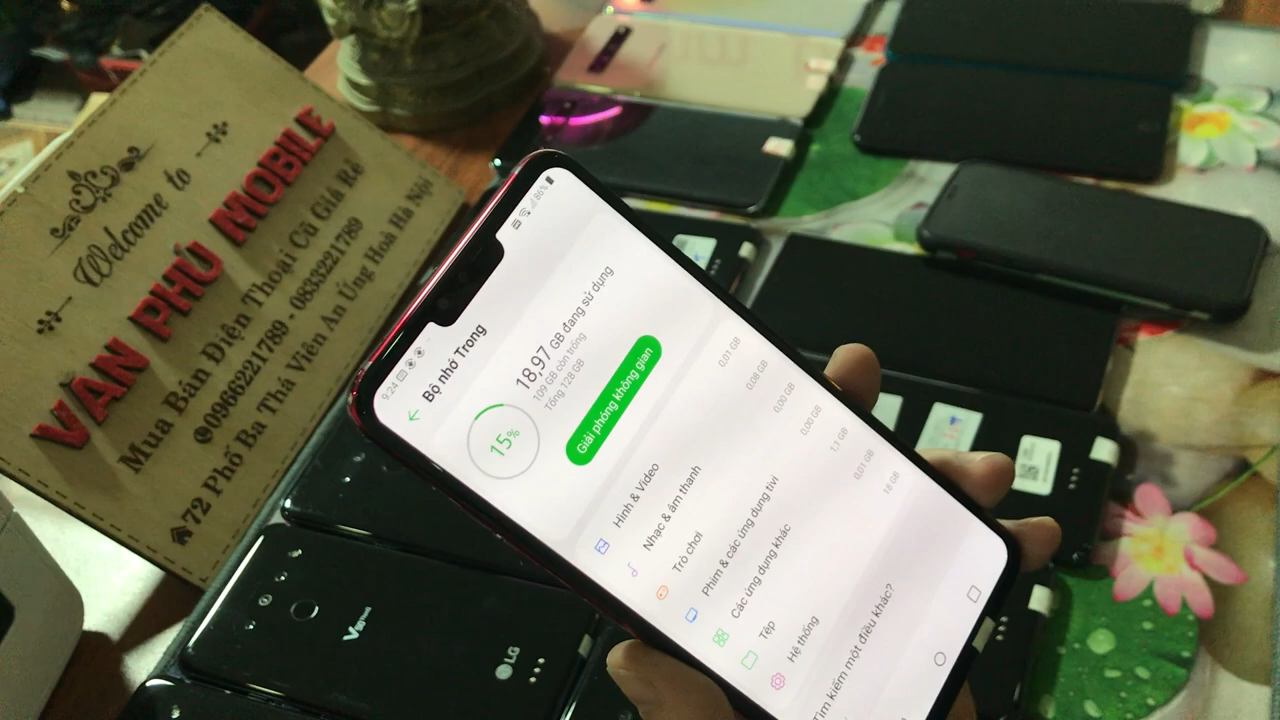 Welcome to
VĂN PHÚ MOBILE
Mua Bán Điện Thoại Cũ Giá Rẻ
0966221789 - 0833221789
72 Phố Ba Thá Viên An Ứng Hoà Hà Nội
9:24
86%
Bộ nhớ Trong
15%
18,97 GB đang sử dụng
109 GB còn trống
Tổng 128 GB
Giải phóng không gian
Hình & Video
0,01 GB
Nhạc & âm thanh
0,08 GB
Trò chơi
0,00 GB
Phim & các ứng dụng tivi
0,00 GB
Các ứng dụng khác
1,1 GB
Tệp
0,01 GB
Hệ thống
18 GB
Tìm kiếm một điều khác?
LG